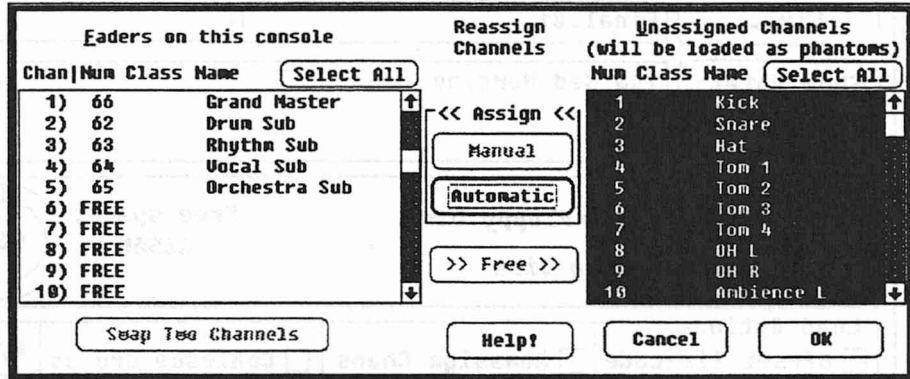 Faders on this console
Chan|Num Class Name Select All
1) 66 Grand Master
2) 62 Drum Sub
3) 63 Rhythm Sub
4) 64 Vocal Sub
5) 65 Orchestra Sub
6) FREE
7) FREE
8) FREE
9) FREE
10) FREE
Swap Two Channels
Reassign
Channels
<< Assign <<
Manual
Automatic
>> Free >>
Help!
Unassigned Channels
(will be loaded as phantoms)
Num Class Name Select All
1 Kick
2 Snare
3 Hat
4 Tom 1
5 Tom 2
6 Tom 3
7 Tom 4
8 OH L
9 OH R
10 Ambience L
Cancel
OK